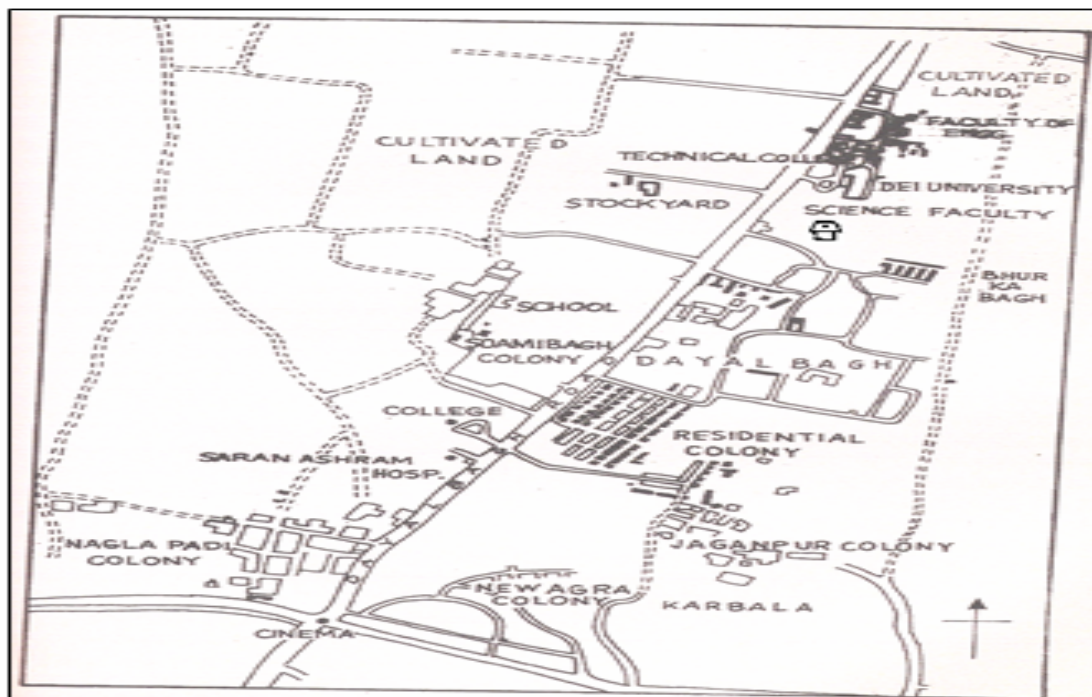 CULTIVATED
LAND
FACULTY OF
ENGG.
CULTIVATED
LAND
TECHNICAL COLL
DEI UNIVERSITY
STOCKYARD
SCIENCE FACULTY
BHUR
KA
BAGH
SCHOOL
SOAMIBAGH
COLONY
DAYAL BAGH
COLLEGE
RESIDENTIAL
COLONY
SARAN ASHRAM
HOSP.
NAGLA PADI
COLONY
JAGANPUR COLONY
NEW AGRA
COLONY
KARBALA
CINEMA